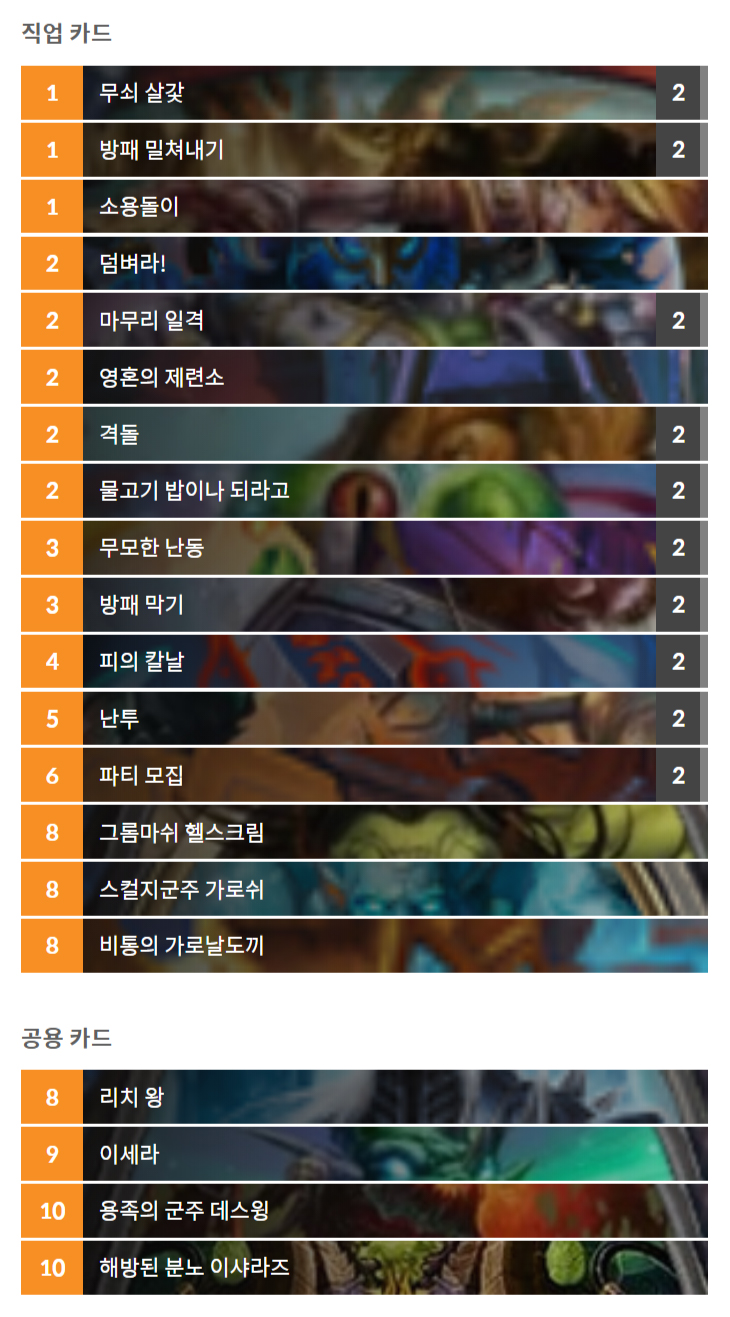 직업 카드
1 무쇠 살갗 2
1 방패 밀쳐내기 2
1 소용돌이
2 덤벼라!
2 마무리 일격 2
2 영혼의 제련소
2 격돌 2
2 물고기 밥이나 되라고 2
3 무모한 난동 2
3 방패 막기 2
4 피의 칼날 2
5 난투 2
6 파티 모집 2
8 그롬마쉬 헬스크림
8 스컬지군주 가로쉬
8 비통의 가로날도끼
공용 카드
8 리치 왕
9 이세라
10 용족의 군주 데스윙
10 해방된 분노 이샤라즈